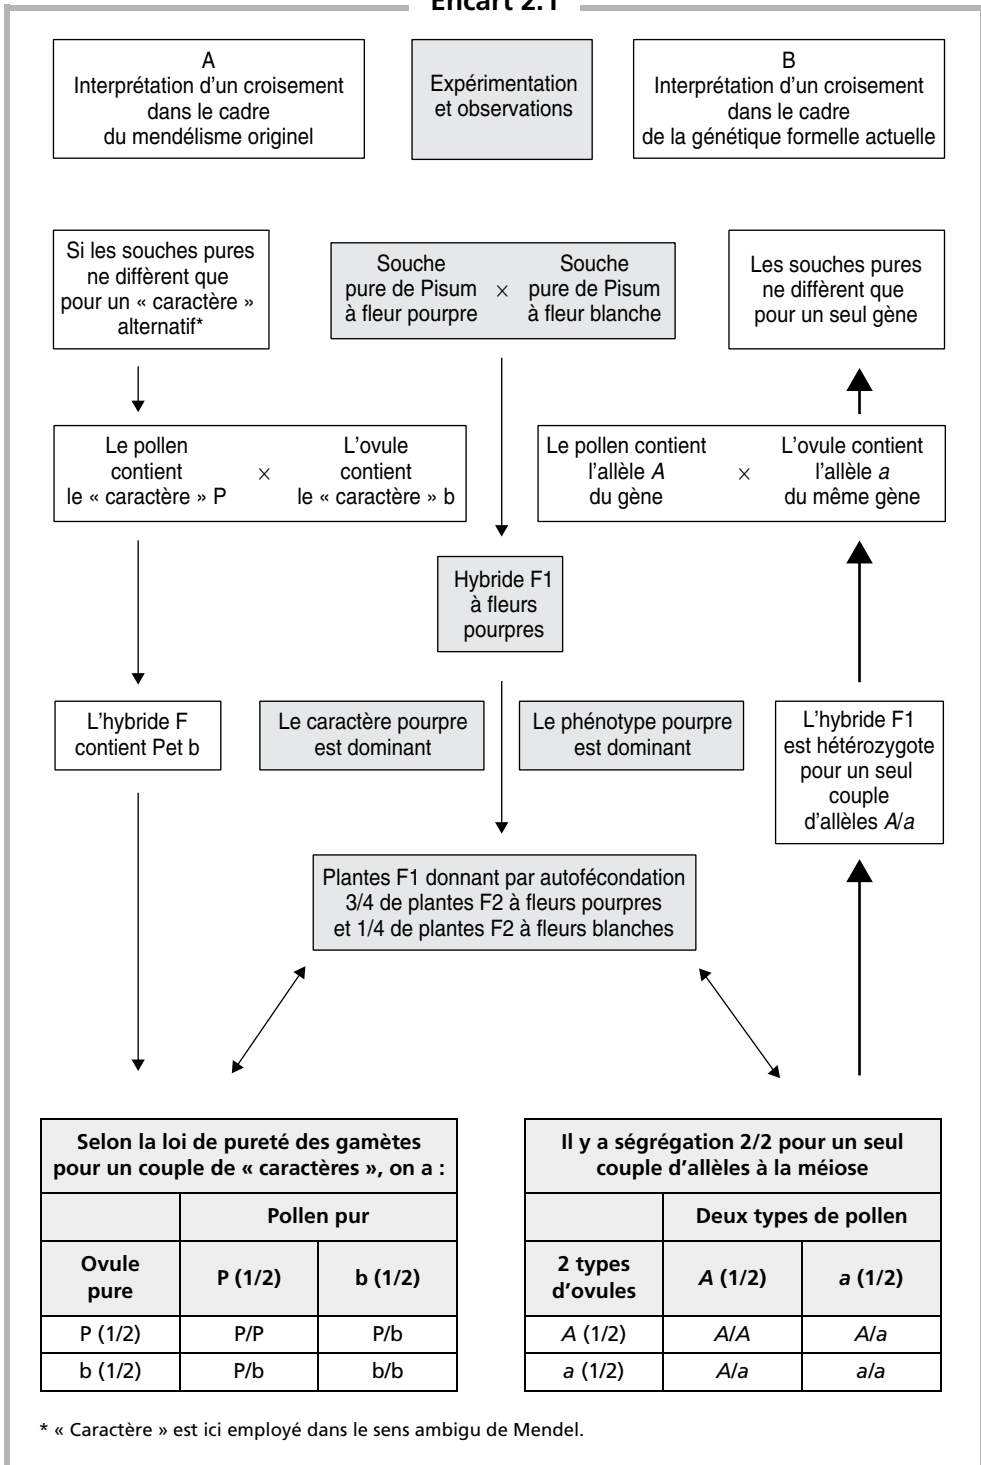 Encart 2.1
A
Interprétation d'un croisement
dans le cadre
du mendélisme originel
Expérimentation
et observations
B
Interprétation d'un croisement
dans le cadre
de la génétique formelle actuelle
Si les souches pures
ne diffèrent que
pour un « caractère »
alternatif*
Souche
pure de Pisum
à fleur pourpre
×
Souche
pure de Pisum
à fleur blanche
Les souches pures
ne diffèrent que
pour un seul gène
Le pollen
contient
le « caractère » P
×
L'ovule
contient
le « caractère » b
Le pollen contient
l'allèle A
du gène
×
L'ovule contient
l'allèle a
du même gène
Hybride F1
à fleurs
pourpres
L'hybride F
contient Pet b
Le caractère pourpre
est dominant
Le phénotype pourpre
est dominant
L'hybride F1
est hétérozygote
pour un seul
couple
d'allèles A/a
Plantes F1 donnant par autofécondation
3/4 de plantes F2 à fleurs pourpres
et 1/4 de plantes F2 à fleurs blanches
Selon la loi de pureté des gamètes
pour un couple de « caractères », on a :
Pollen pur
Ovule
pure
P (1/2)
b (1/2)
P (1/2)
P/P
P/b
b (1/2)
P/b
b/b
Il y a ségrégation 2/2 pour un seul
couple d'allèles à la méiose
Deux types de pollen
2 types
d'ovules
A (1/2)
a (1/2)
A (1/2)
A/A
A/a
a (1/2)
A/a
a/a
* « Caractère » est ici employé dans le sens ambigu de Mendel.